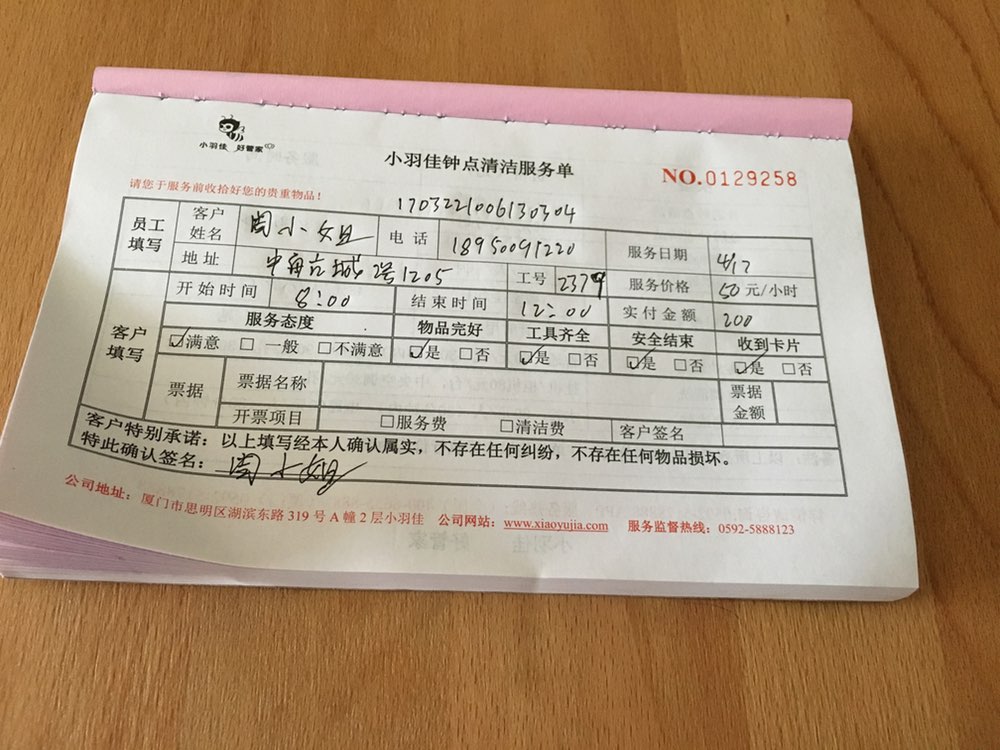 小羽佳 好管家
小羽佳钟点清洁服务单
NO.0129258
请您于服务前收拾好您的贵重物品！
1703221006130304
员工填写 客户姓名 周小姐 电话 18950091220 服务日期 4/17
地址 2号1205 工号 2379 服务价格 50元/小时
开始时间 8:00 结束时间 12:00 实付金额 200
客户填写 服务态度 物品完好 工具齐全 安全结束 收到卡片
☑满意 □一般 □不满意 ☑是 □否 ☑是 □否 ☑是 □否 ☑是 □否
票据 票据名称 票据金额
开票项目 □服务费 □清洁费 客户签名
客户特别承诺：以上填写经本人确认属实，不存在任何纠纷，不存在任何物品损坏。
特此确认签名：周小姐
公司地址：厦门市思明区湖滨东路319号A幢2层小羽佳 公司网站：www.xiaoyujia.com 服务监督热线：0592-5888123